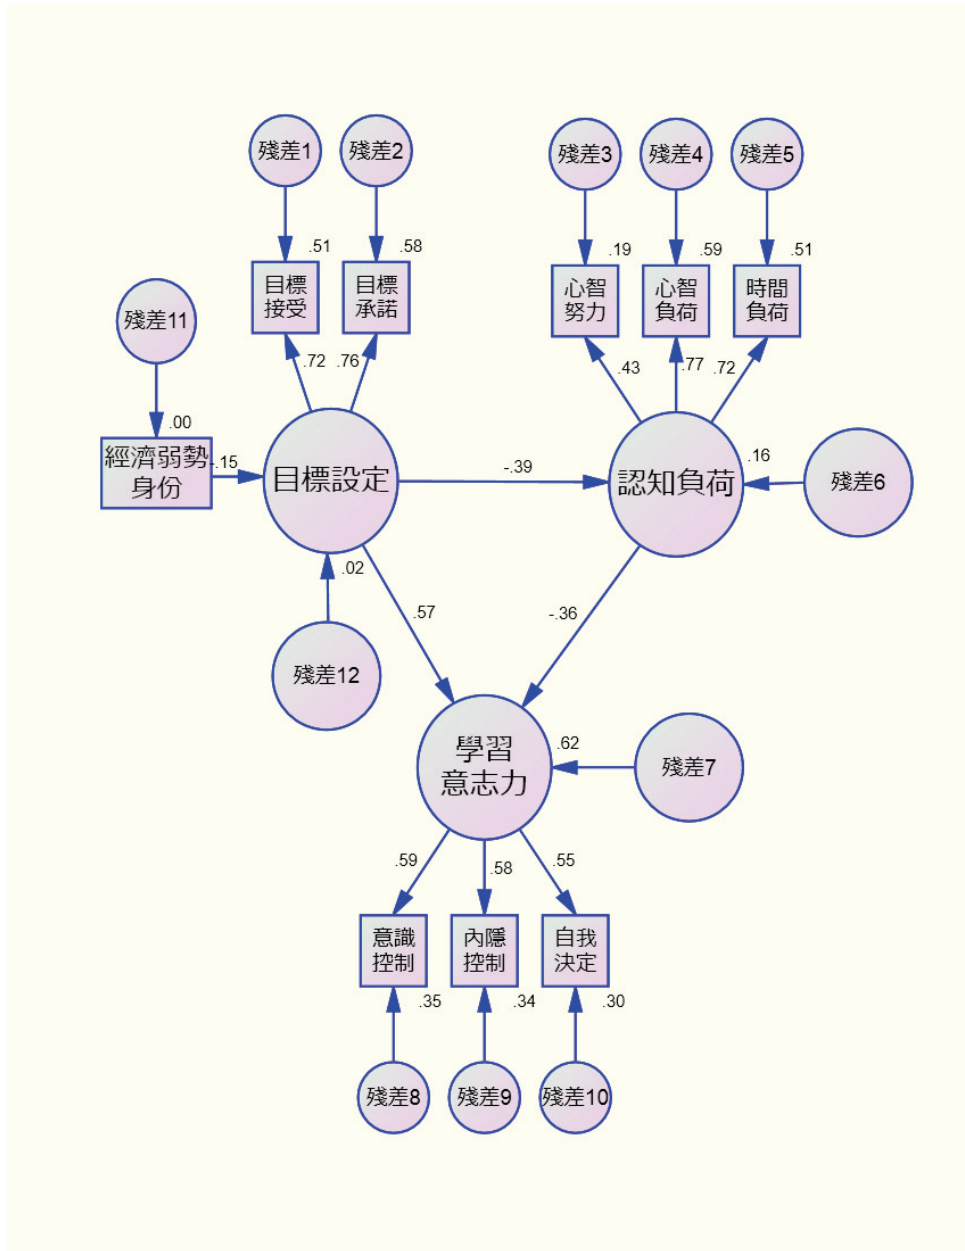 殘差1
殘差2
殘差3
殘差4
殘差5
.51
.58
.19
.59
.51
目標
接受
目標
承諾
心智
努力
心智
負荷
時間
負荷
殘差11
.72
.76
.43
.77
.72
.00
經濟弱勢
身份
-.15
目標設定
-.39
認知負荷
.16
殘差6
.02
.57
-.36
殘差12
學習
意志力
.62
殘差7
.59
.58
.55
意識
控制
內隱
控制
自我
決定
.35
.34
.30
殘差8
殘差9
殘差10